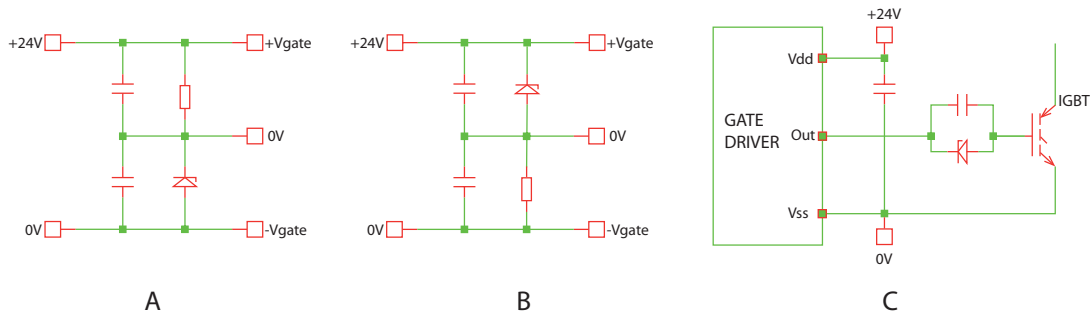 +24V
+Vgate
0V
0V
-Vgate
A
+24V
+Vgate
0V
0V
-Vgate
B
+24V
Vdd
GATE
DRIVER
Out
IGBT
Vss
0V
C